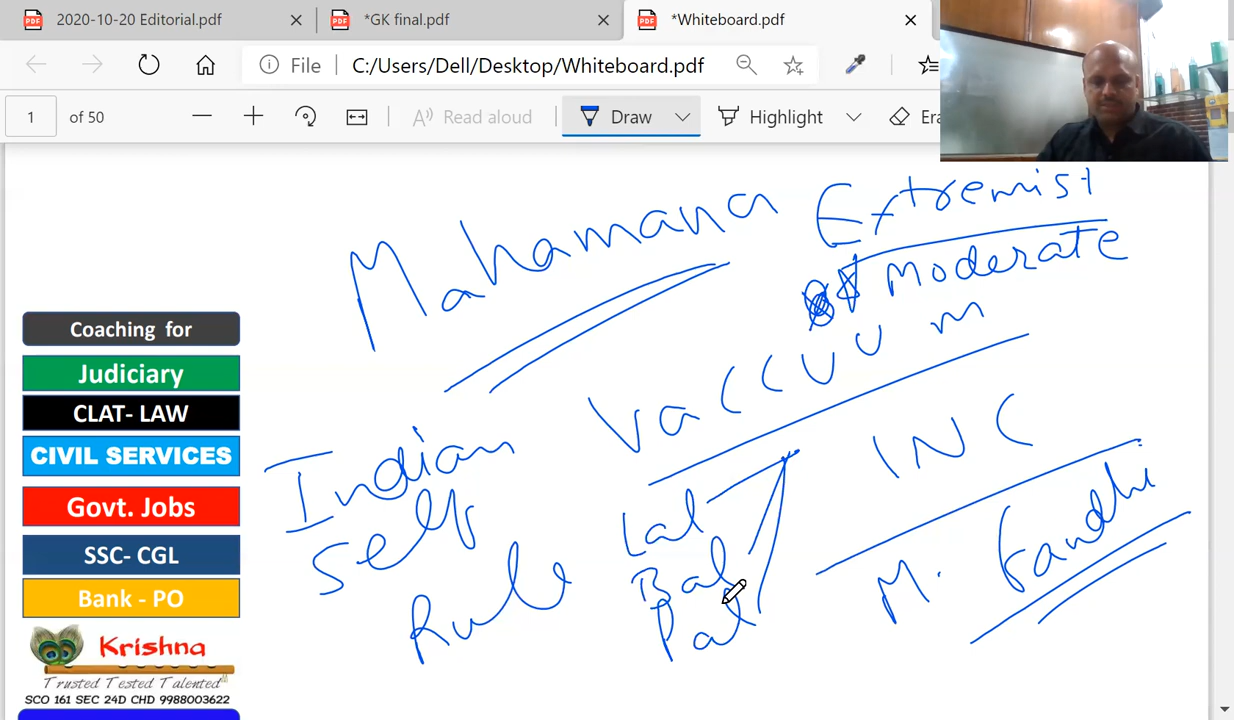 2020-10-20 Editorial.pdf
*GK final.pdf
*Whiteboard.pdf
File
C:/Users/Dell/Desktop/Whiteboard.pdf
1 of 50
Read aloud
Draw
Highlight
Era
Mahamana
Extremist
Moderate
Vaccuum
INC
M. Gandhi
Indian
Self
Rule
Lal
Bal
Pal
Coaching for
Judiciary
CLAT- LAW
CIVIL SERVICES
Govt. Jobs
SSC- CGL
Bank - PO
Krishna
Trusted Tested Talented
SCO 161 SEC 24D CHD 9988003622